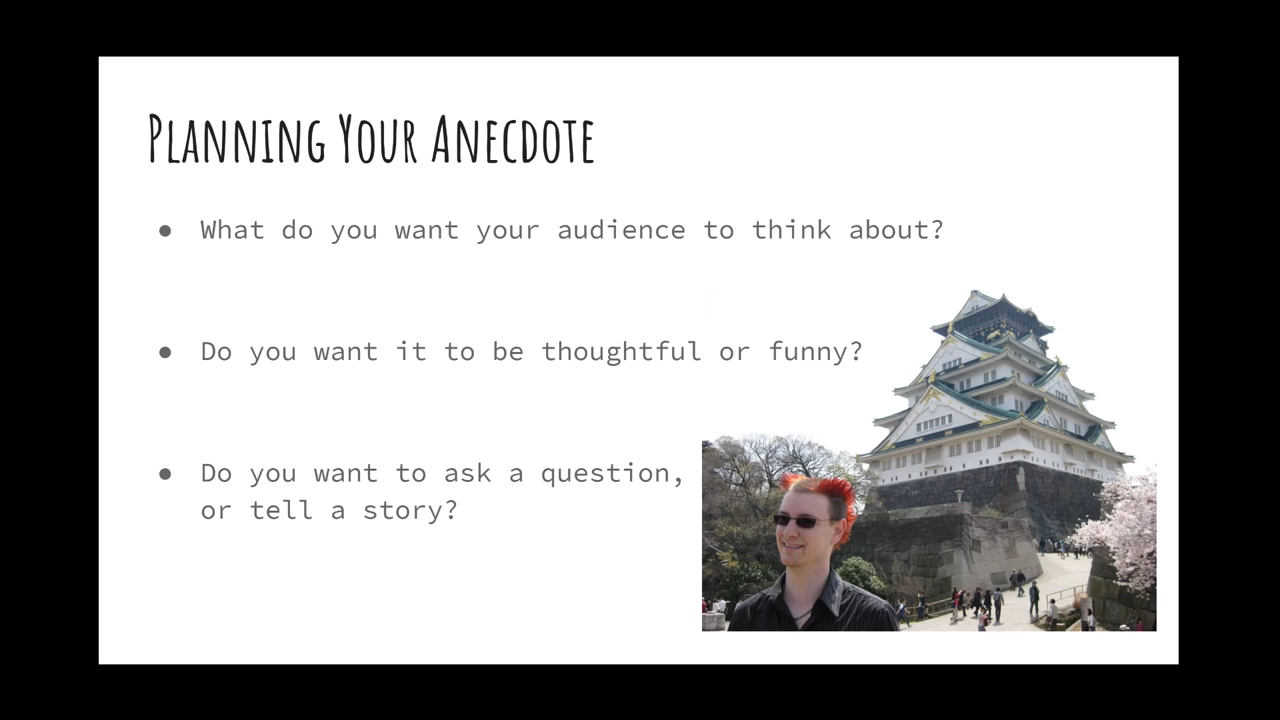 Planning Your Anecdote
● What do you want your audience to think about?
● Do you want it to be thoughtful or funny?
● Do you want to ask a question,
or tell a story?